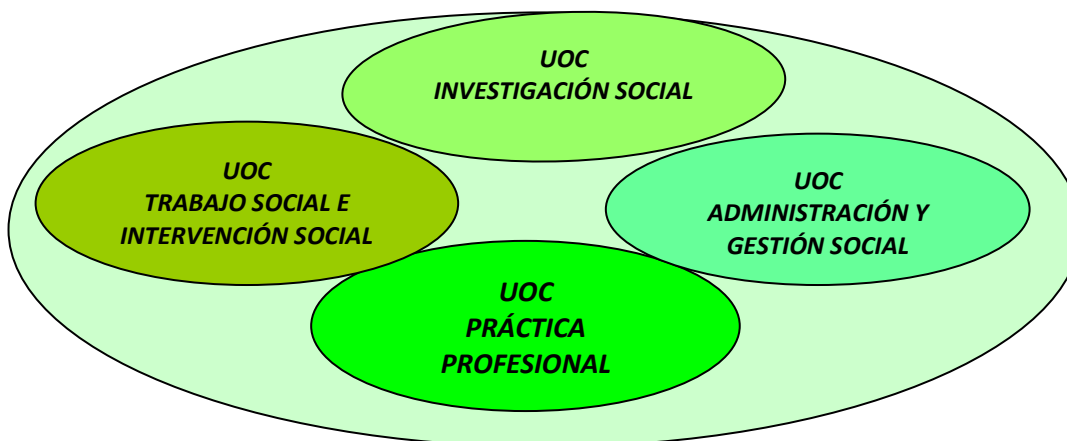 UOC
INVESTIGACIÓN SOCIAL
UOC
TRABAJO SOCIAL E
INTERVENCIÓN SOCIAL
UOC
ADMINISTRACIÓN Y
GESTIÓN SOCIAL
UOC
PRÁCTICA
PROFESIONAL